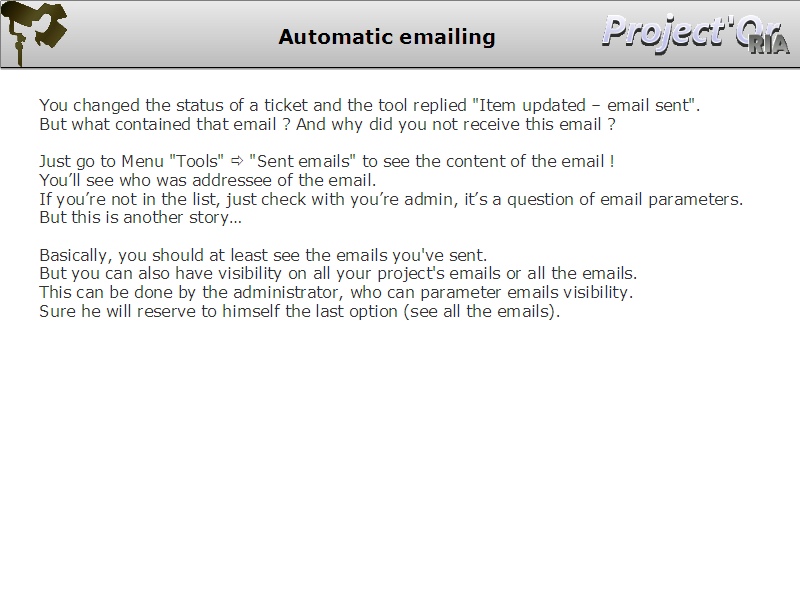 Automatic emailing
Project'Or
RIA
You changed the status of a ticket and the tool replied "Item updated – email sent".
But what contained that email ? And why did you not receive this email ?
Just go to Menu "Tools" ⇨ "Sent emails" to see the content of the email !
You’ll see who was addressee of the email.
If you’re not in the list, just check with you’re admin, it’s a question of email parameters.
But this is another story…
Basically, you should at least see the emails you've sent.
But you can also have visibility on all your project's emails or all the emails.
This can be done by the administrator, who can parameter emails visibility.
Sure he will reserve to himself the last option (see all the emails).